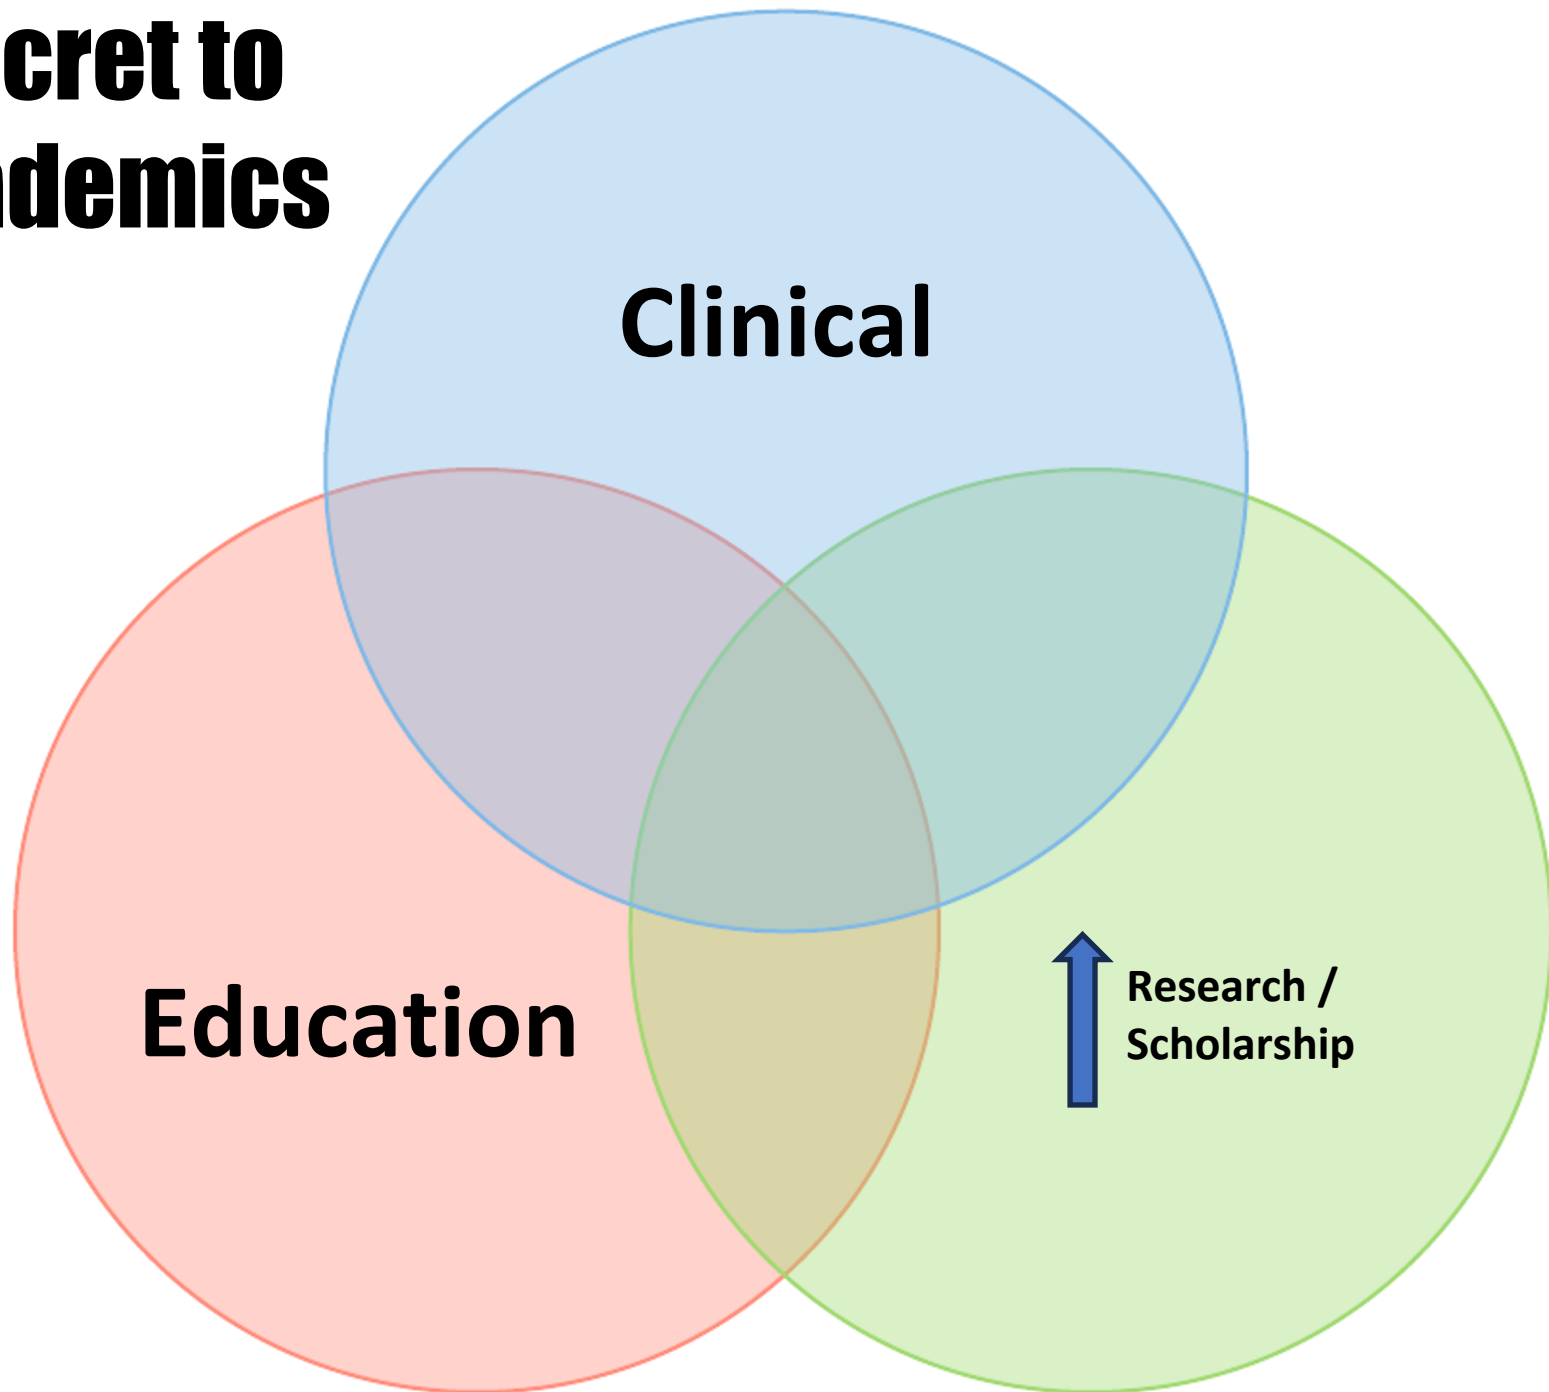 cret to
demics
Clinical
Education
Research /
Scholarship